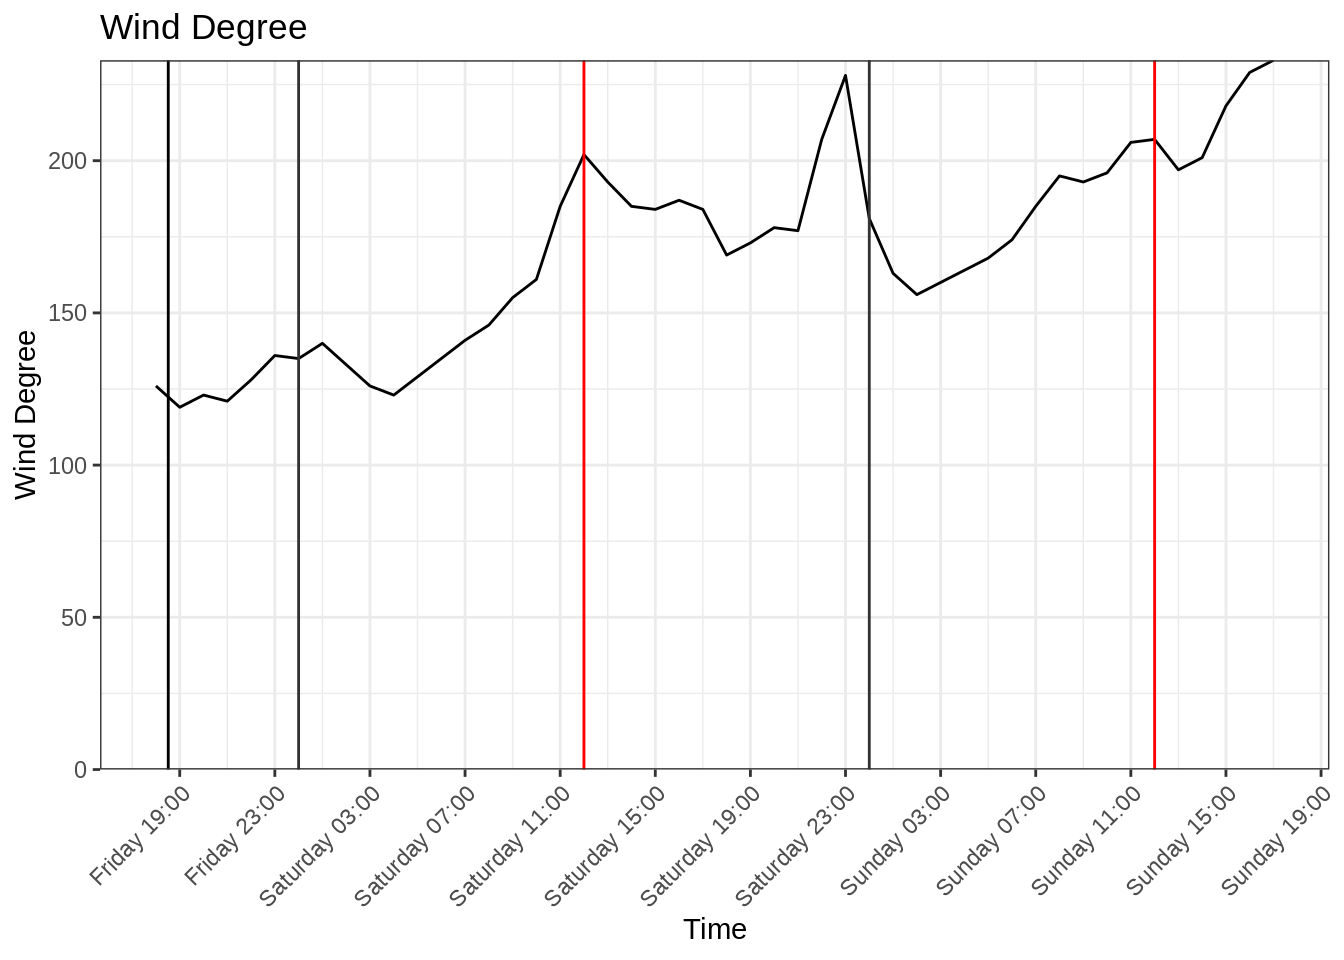 Wind Degree
Wind Degree
200
150
100
50
0
Friday 19:00
Friday 23:00
Saturday 03:00
Saturday 07:00
Saturday 11:00
Saturday 15:00
Saturday 19:00
Saturday 23:00
Sunday 03:00
Sunday 07:00
Sunday 11:00
Sunday 15:00
Sunday 19:00
Time